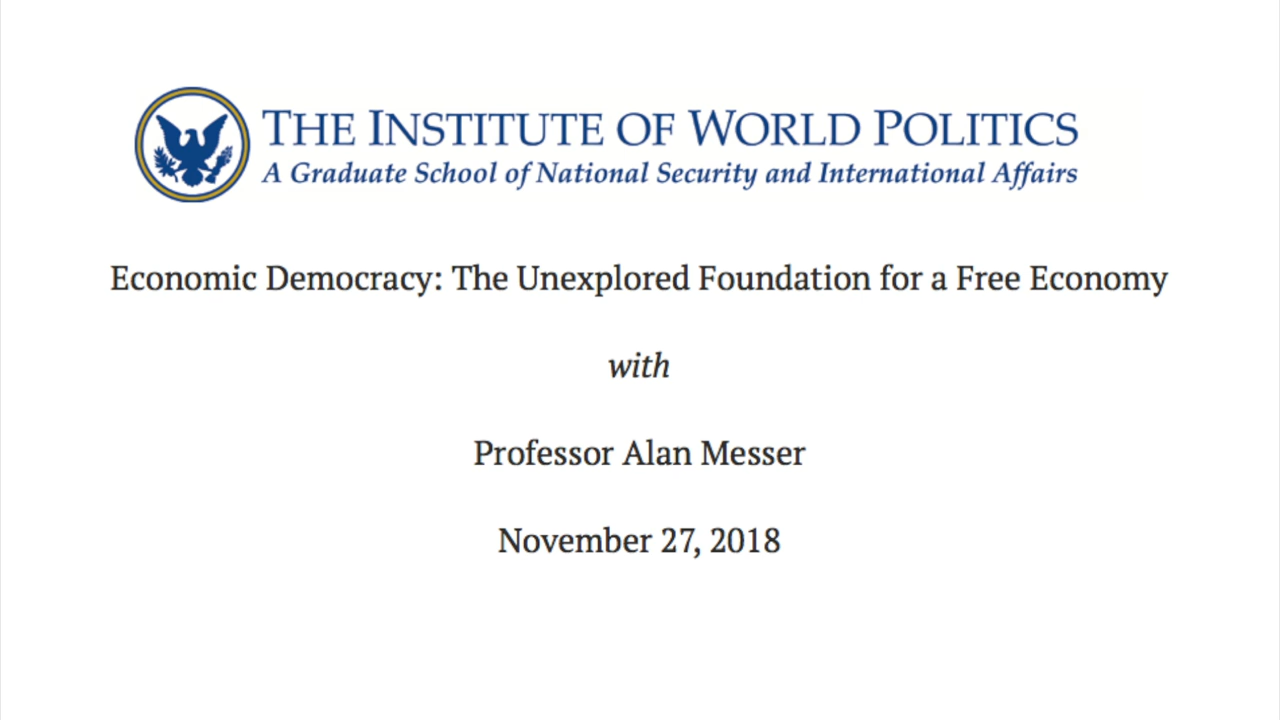 THE INSTITUTE OF WORLD POLITICS
A Graduate School of National Security and International Affairs
Economic Democracy: The Unexplored Foundation for a Free Economy
with
Professor Alan Messer
November 27, 2018